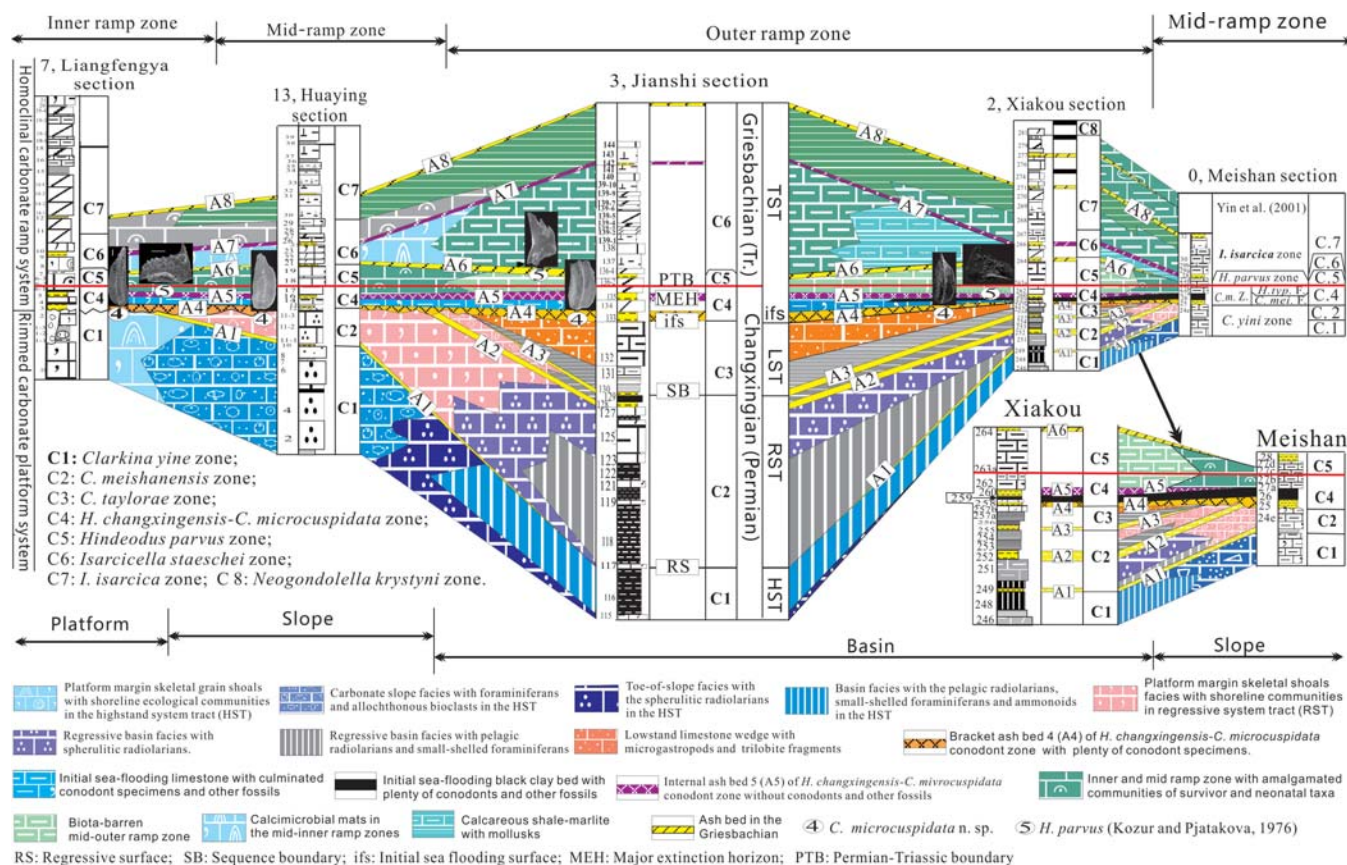 Inner ramp zone
Mid-ramp zone
Outer ramp zone
Mid-ramp zone
7, Liangfengya
section
13, Huaying
section
3, Jianshi section
2, Xiakou section
0, Meishan section
Yin et al. (2001)
I. isarcica zone
H. parvus zone
C.m. Z.
H. typ. F.
C. mei. F.
C. yini zone
C.7
C.6
C.5
C.4
C.2
C.1
Homoclinal carbonate ramp system
Rimmed carbonate platform system
C7
C6
C5
C4
C1
C7
C6
C5
C4
C2
C1
C6
C5
C4
C3
C2
C1
C8
C7
C6
C5
C4
C3
C2
C1
A8
A7
A6
A5
A4
A3
A2
A1
Griesbachian (Tr.)
Changxingian (Permian)
TST
ifs
LST
RST
HST
PTB
MEH
ifs
SB
RS
Xiakou
Meishan
C5
C4
C3
C2
C1
C5
C4
C2
C1
A6
A5
A4
A3
A2
A1
C1: Clarkina yine zone;
C2: C. meishanensis zone;
C3: C. taylorae zone;
C4: H. changxingensis-C. microcuspidata zone;
C5: Hindeodus parvus zone;
C6: Isarcicella staeschei zone;
C7: I. isarcica zone; C 8: Neogondolella krystyni zone.
Platform
Slope
Basin
Slope
Platform margin skeletal grain shoals
with shoreline ecological communities
in the highstand system tract (HST)
Carbonate slope facies with foraminiferans
and allochthonous bioclasts in the HST
Toe-of-slope facies with
the spherulitic radiolarians
in the HST
Basin facies with the pelagic radiolarians,
small-shelled foraminiferans and ammonoids
in the HST
Platform margin skeletal shoals
facies with shoreline communities
in regressive system tract (RST)
Regressive basin facies with
spherulitic radiolarians.
Regressive basin facies with pelagic
radiolarians and small-shelled foraminiferans
Lowstand limestone wedge with
microgastropods and trilobite fragments
Bracket ash bed 4 (A4) of H. changxingensis-C. microcuspidata
conodont zone with plenty of conodont specimens.
Initial sea-flooding limestone with culminated
conodont specimens and other fossils
Initial sea-flooding black clay bed with
plenty of conodonts and other fossils
Internal ash bed 5 (A5) of H. changxingensis-C. mivrocuspidata
conodont zone without conodonts and other fossils
Inner and mid ramp zone with amalgamated
communities of survivor and neonatal taxa
Biota-barren
mid-outer ramp zone
Calcimicrobial mats in
the mid-inner ramp zones
Calcareous shale-marlite
with mollusks
Ash bed in the
Griesbachian
4 C. microcuspidata n. sp.
5 H. parvus (Kozur and Pjatakova, 1976)
RS: Regressive surface; SB: Sequence boundary; ifs: Initial sea flooding surface; MEH: Major extinction horizon; PTB: Permian-Triassic boundary